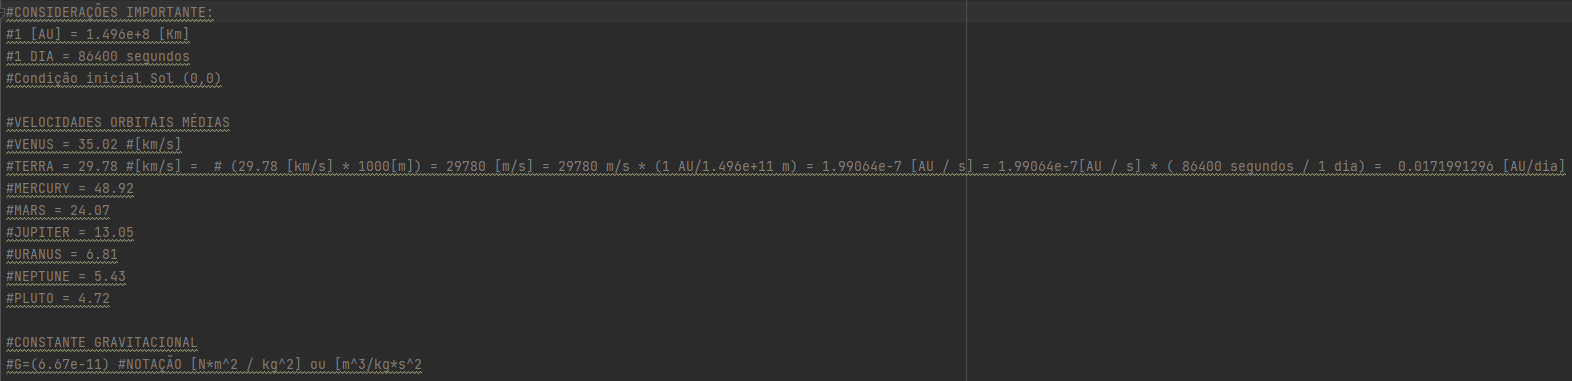 #CONSIDERAÇÕES IMPORTANTE:
#1 [AU] = 1.496e+8 [Km]
#1 DIA = 86400 segundos
#Condição inicial Sol (0,0)
#VELOCIDADES ORBITAIS MÉDIAS
#VENUS = 35.02 #[km/s]
#TERRA = 29.78 #[km/s] =  # (29.78 [km/s] * 1000[m]) = 29780 [m/s] = 29780 m/s * (1 AU/1.496e+11 m) = 1.99064e-7 [AU / s] = 1.99064e-7[AU / s] * ( 86400 segundos / 1 dia) =  0.0171991296 [AU/dia]
#MERCURY = 48.92
#MARS = 24.07
#JUPITER = 13.05
#URANUS = 6.81
#NEPTUNE = 5.43
#PLUTO = 4.72
#CONSTANTE GRAVITACIONAL
#G=(6.67e-11) #NOTAÇÃO [N*m^2 / kg^2] ou [m^3/kg*s^2